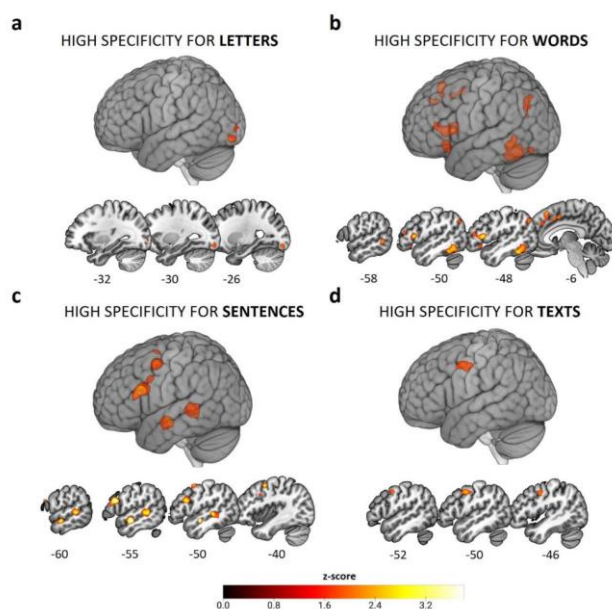 a
HIGH SPECIFICITY FOR LETTERS
-32 -30 -26
b
HIGH SPECIFICITY FOR WORDS
-58 -50 -48 -6
c
HIGH SPECIFICITY FOR SENTENCES
-60 -55 -50 -40
d
HIGH SPECIFICITY FOR TEXTS
-52 -50 -46
z-score
0.0 0.8 1.6 2.4 3.2